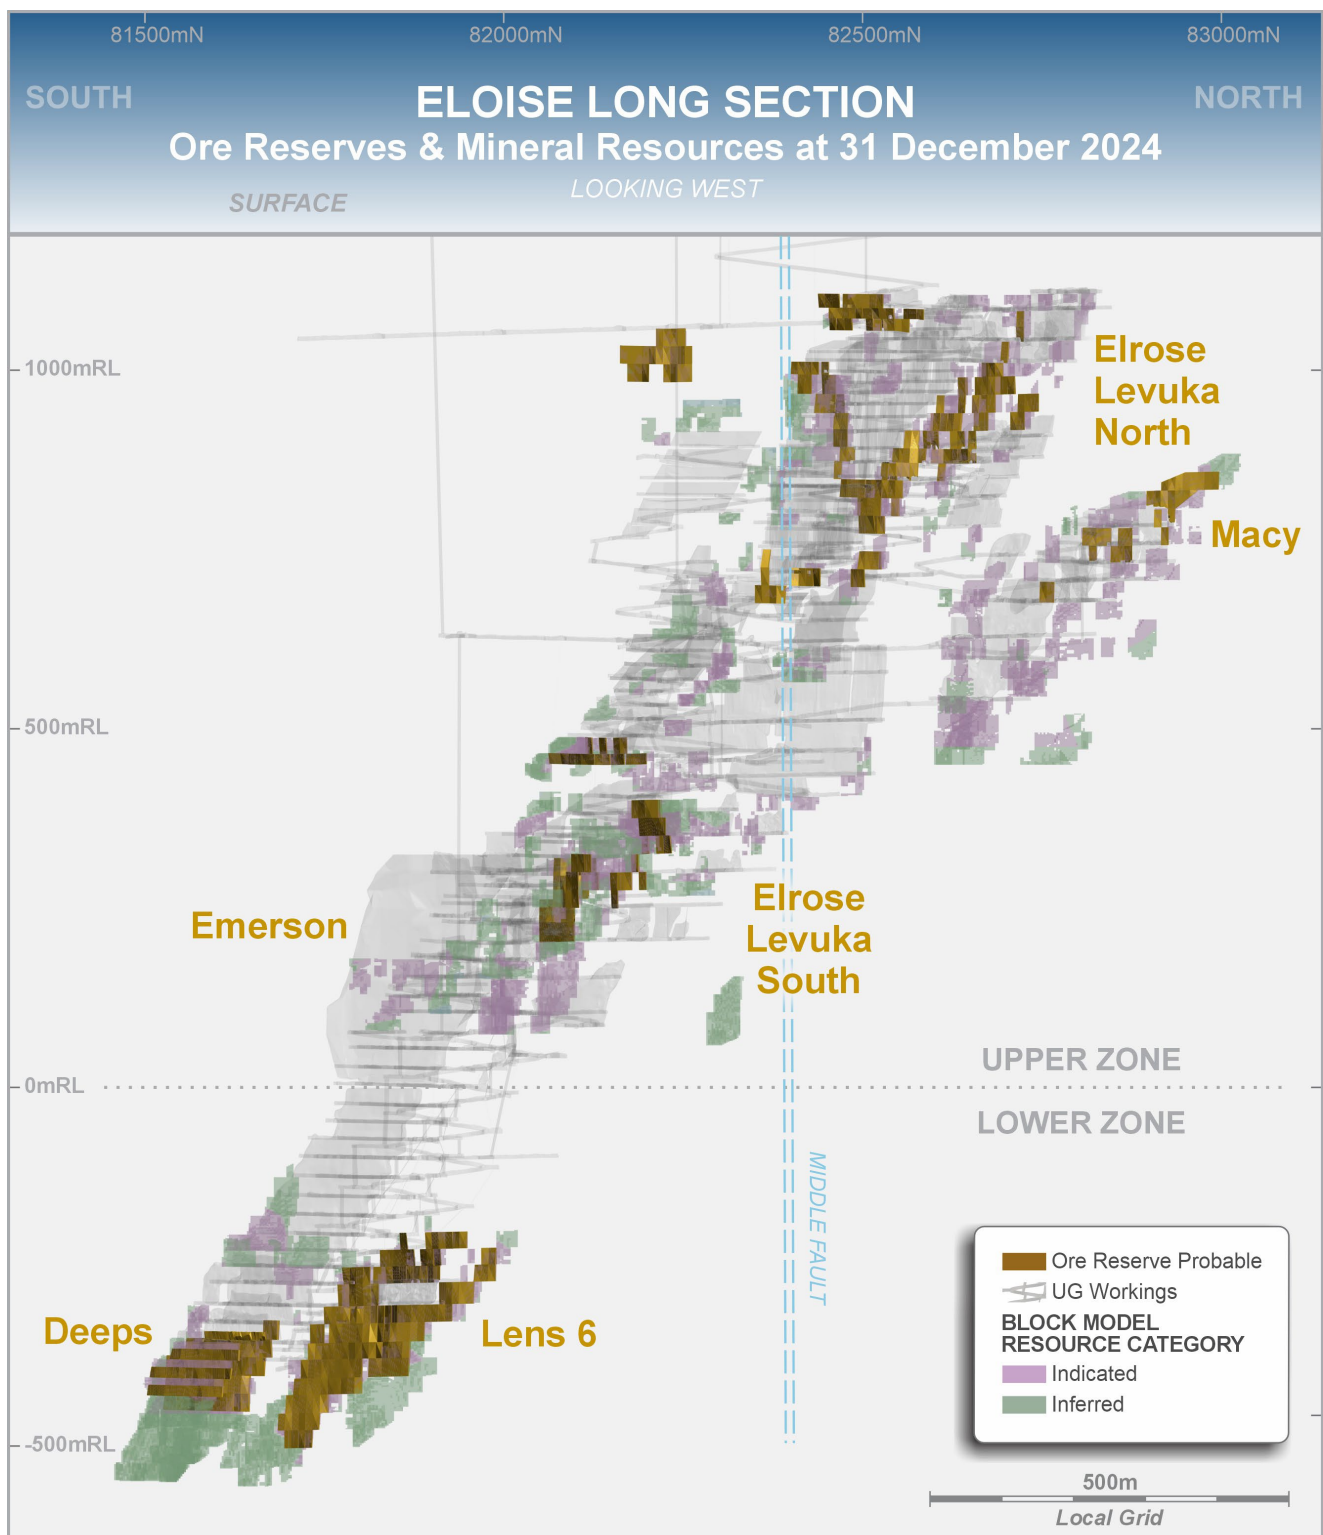 81500mN 82000mN 82500mN 83000mN
SOUTH NORTH
ELOISE LONG SECTION
Ore Reserves & Mineral Resources at 31 December 2024
LOOKING WEST
SURFACE
1000mRL
Elrose
Levuka
North
Macy
500mRL
Emerson
Elrose
Levuka
South
UPPER ZONE
0mRL
LOWER ZONE
MIDDLE FAULT
Deeps
Lens 6
-500mRL
Ore Reserve Probable
UG Workings
BLOCK MODEL
RESOURCE CATEGORY
Indicated
Inferred
500m
Local Grid